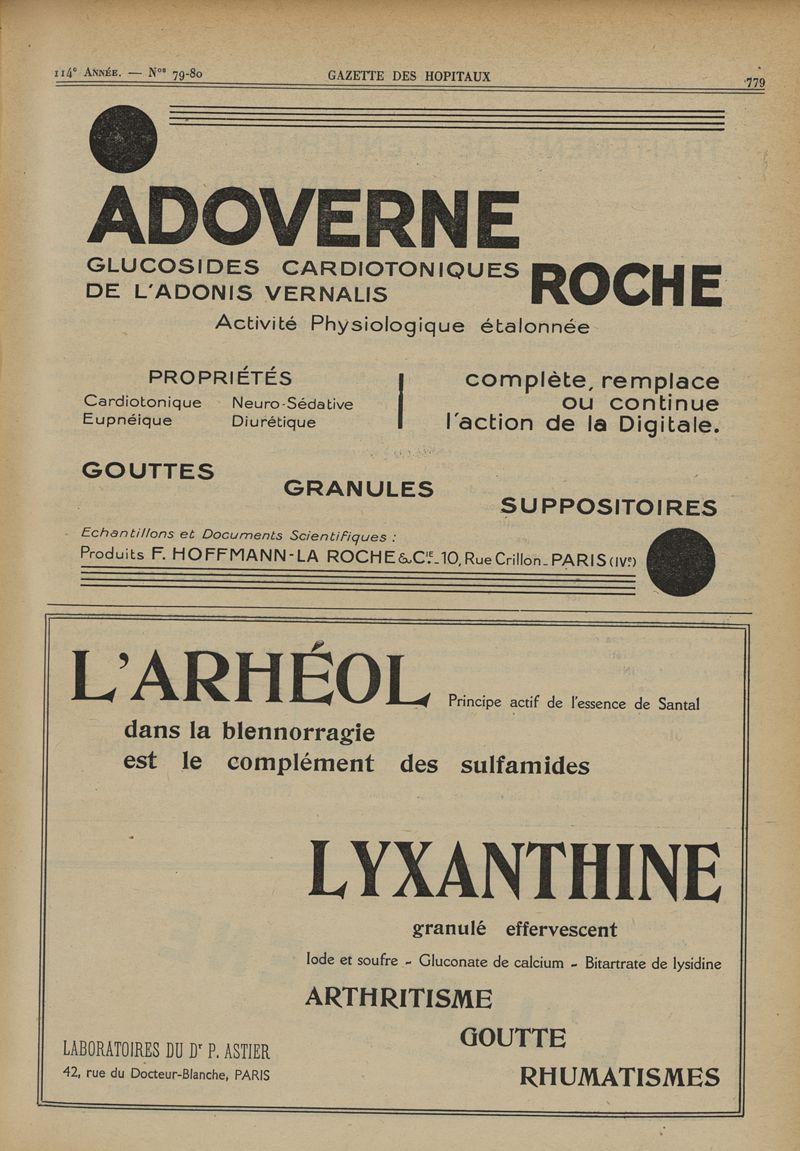 114e ANNÉE. — Nos 79-80
GAZETTE DES HOPITAUX
779
ADOVERNE
GLUCOSIDES CARDIOTONIQUES
DE L'ADONIS VERNALIS
ROCHE
Activité Physiologique étalonnée
PROPRIÉTÉS
Cardiotonique Neuro-Sédative
Eupnéique Diurétique
complète, remplace
ou continue
l'action de la Digitale.
GOUTTES
GRANULES
SUPPOSITOIRES
Echantillons et Documents Scientifiques :
Produits F. HOFFMANN-LA ROCHE & CIE. - 10, Rue Crillon - PARIS (IVe)
L'ARHÉOL Principe actif de l'essence de Santal
dans la blennorragie
est le complément des sulfamides
LYXANTHINE
granulé effervescent
Iode et soufre - Gluconate de calcium - Bitartrate de lysidine
ARTHRITISME
GOUTTE
RHUMATISMES
LABORATOIRES DU Dr P. ASTIER
42, rue du Docteur-Blanche, PARIS